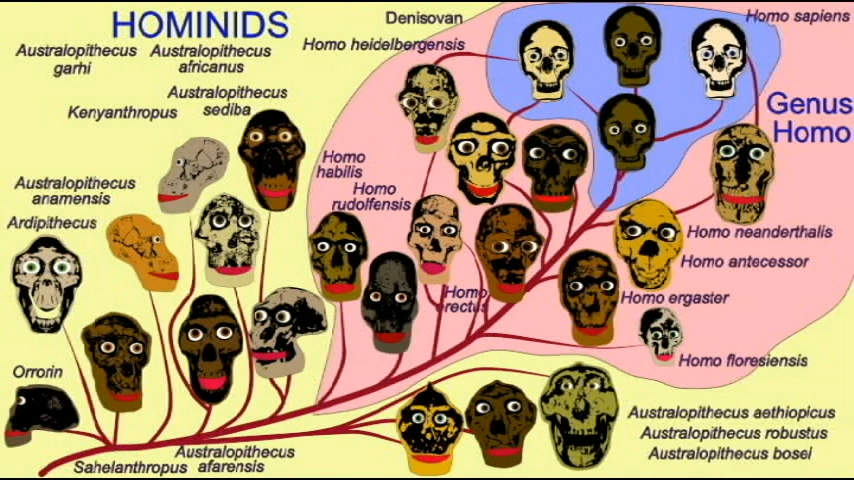 HOMINIDS
Denisovan
Homo sapiens
Australopithecus
garhi
Australopithecus
africanus
Homo heidelbergensis
Australopithecus
sediba
Kenyanthropus
Genus
Homo
Homo
habilis
Homo
rudolfensis
Australopithecus
anamensis
Ardipithecus
Homo neanderthalis
Homo antecessor
Homo
erectus
Homo ergaster
Homo floresiensis
Orrorin
Australopithecus aethiopicus
Australopithecus robustus
Australopithecus bosei
Australopithecus
afarensis
Sahelanthropus